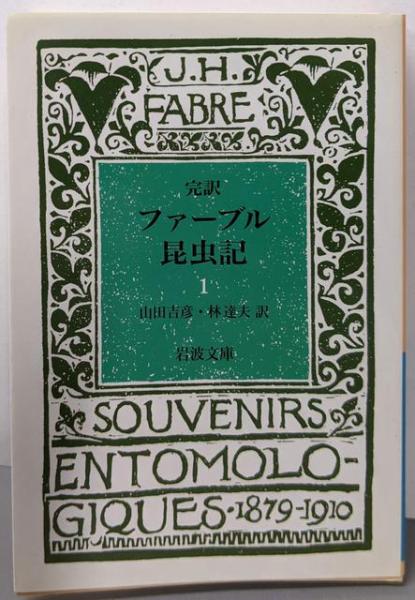 J.H.
FABRE
完訳
ファーブル
昆虫記
1
山田吉彦・林達夫 訳
岩波文庫
SOUVENIRS
ENTOMOLO-
GIQUES·1879-1910